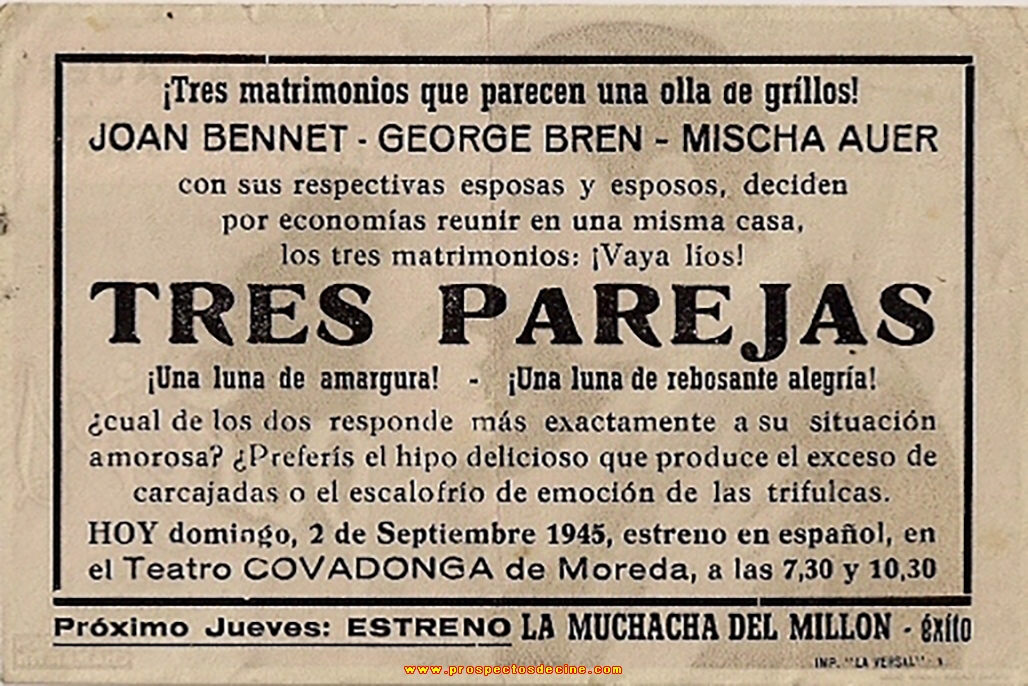 ¡Tres matrimonios que parecen una olla de grillos!
JOAN BENNET - GEORGE BREN - MISCHA AUER
con sus respectivas esposas y esposos, deciden
por economías reunir en una misma casa,
los tres matrimonios: ¡Vaya líos!
TRES PAREJAS
¡Una luna de amargura! - ¡Una luna de rebosante alegría!
¿cual de los dos responde más exactamente a su situación
amorosa? ¿Preferís el hipo delicioso que produce el exceso de
carcajadas o el escalofrío de emoción de las trifulcas.
HOY domingo, 2 de Septiembre 1945, estreno en español, en
el Teatro COVADONGA de Moreda, a las 7,30 y 10,30
Próximo Jueves: ESTRENO LA MUCHACHA DEL MILLON - éxito
IMP. "LA VERSAL"
www.prospectosdecine.com